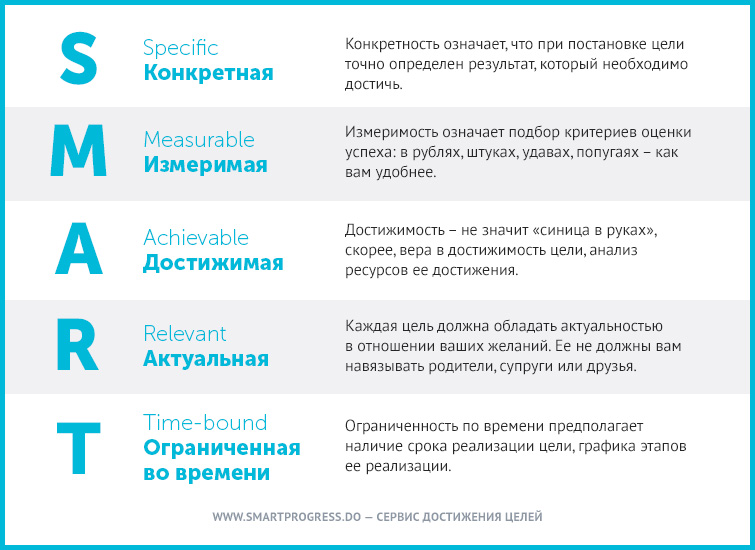 S
Specific
Конкретная
Конкретность означает, что при постановке цели
точно определен результат, который необходимо
достичь.
M
Measurable
Измеримая
Измеримость означает подбор критериев оценки
успеха: в рублях, штуках, удавах, попугаях – как
вам удобнее.
A
Achievable
Достижимая
Достижимость – не значит «синица в руках»,
скорее, вера в достижимость цели, анализ
ресурсов ее достижения.
R
Relevant
Актуальная
Каждая цель должна обладать актуальностью
в отношении ваших желаний. Ее не должны вам
навязывать родители, супруги или друзья.
T
Time-bound
Ограниченная
во времени
Ограниченность по времени предполагает
наличие срока реализации цели, графика этапов
ее реализации.
WWW.SMARTPROGRESS.DO — СЕРВИС ДОСТИЖЕНИЯ ЦЕЛЕЙ